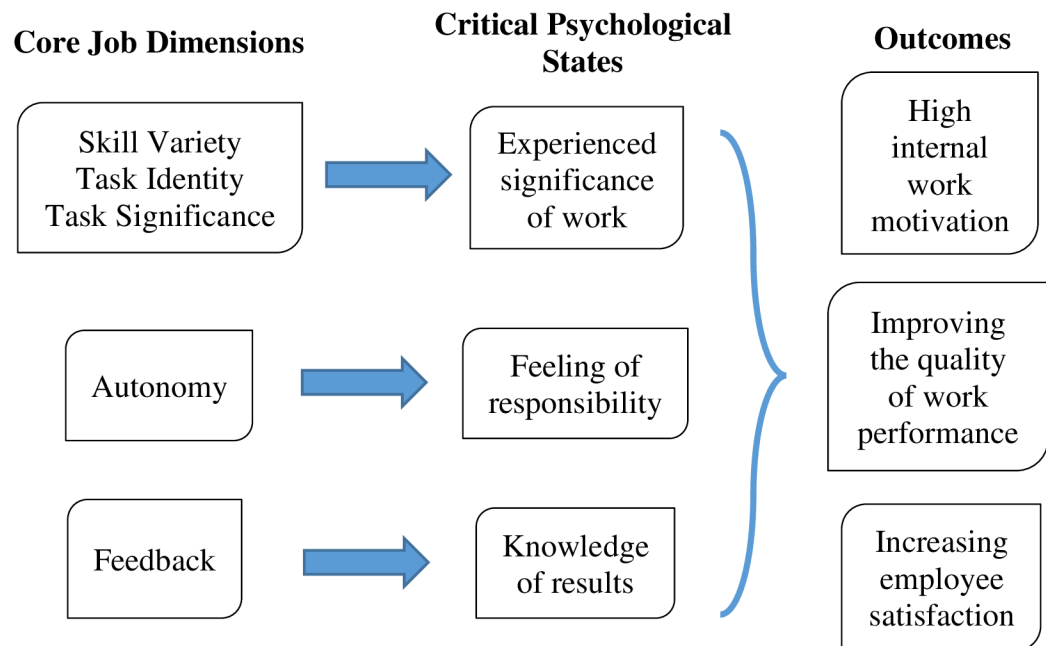 Core Job Dimensions
Critical Psychological
States
Outcomes
Skill Variety
Task Identity
Task Significance
Experienced
significance
of work
High
internal
work
motivation
Autonomy
Feeling of
responsibility
Improving
the quality
of work
performance
Feedback
Knowledge
of results
Increasing
employee
satisfaction